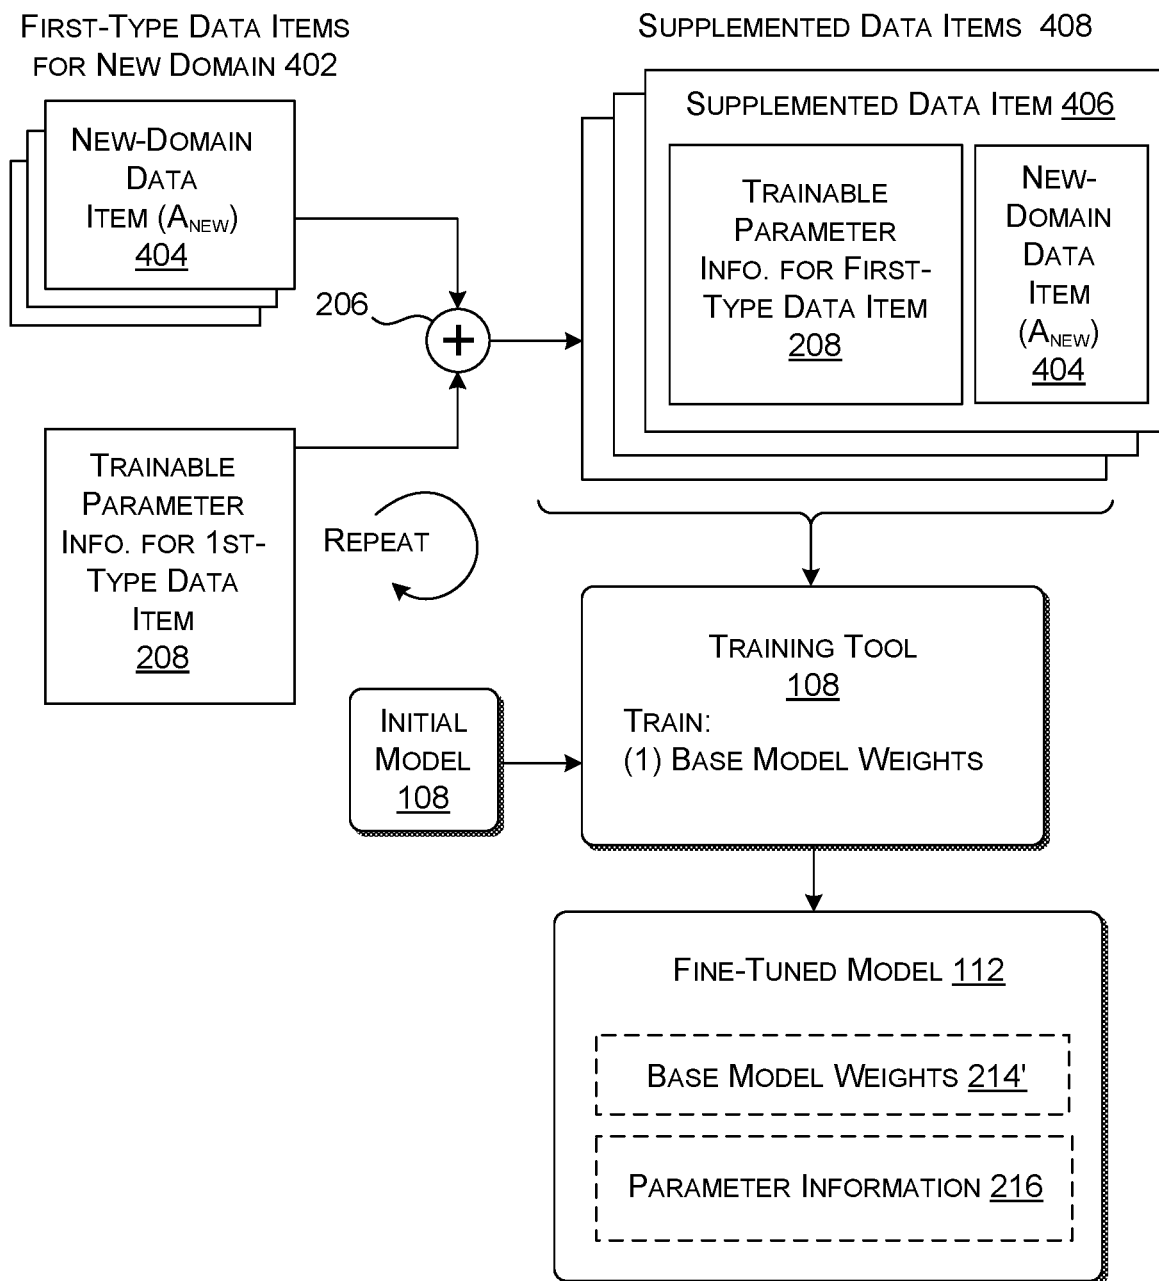 FIRST-TYPE DATA ITEMS
FOR NEW DOMAIN 402
NEW-DOMAIN
DATA
ITEM (ANEW)
404
206
+
TRAINABLE
PARAMETER
INFO. FOR 1ST-
TYPE DATA
ITEM
208
REPEAT
SUPPLEMENTED DATA ITEMS 408
SUPPLEMENTED DATA ITEM 406
TRAINABLE
PARAMETER
INFO. FOR FIRST-
TYPE DATA ITEM
208
NEW-
DOMAIN
DATA
ITEM
(ANEW)
404
INITIAL
MODEL
108
TRAINING TOOL
108
TRAIN:
(1) BASE MODEL WEIGHTS
FINE-TUNED MODEL 112
BASE MODEL WEIGHTS 214'
PARAMETER INFORMATION 216